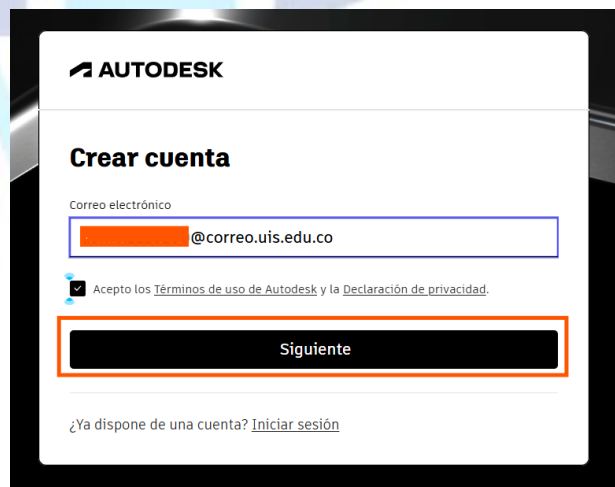 AUTODESK
Crear cuenta
Correo electrónico
@correo.uis.edu.co
Acepto los Términos de uso de Autodesk y la Declaración de privacidad.
Siguiente
¿Ya dispone de una cuenta? Iniciar sesión